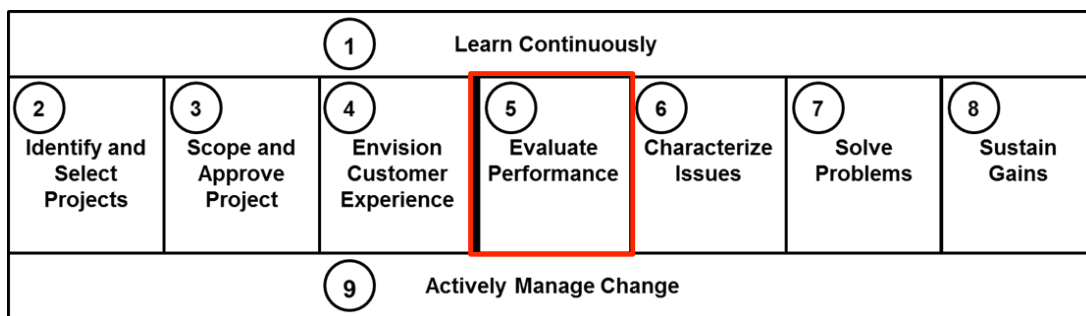 1 Learn Continuously
2
Identify and
Select
Projects
3
Scope and
Approve
Project
4
Envision
Customer
Experience
5
Evaluate
Performance
6
Characterize
Issues
7
Solve
Problems
8
Sustain
Gains
9 Actively Manage Change